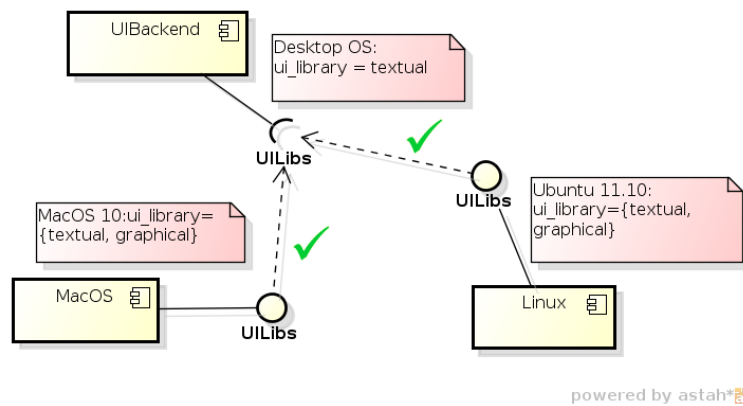 UIBackend
Desktop OS:
ui_library = textual
UILibs
UILibs
Ubuntu 11.10:
ui_library={textual,
graphical}
MacOS 10:ui_library=
{textual, graphical}
MacOS
UILibs
Linux
powered by astah*